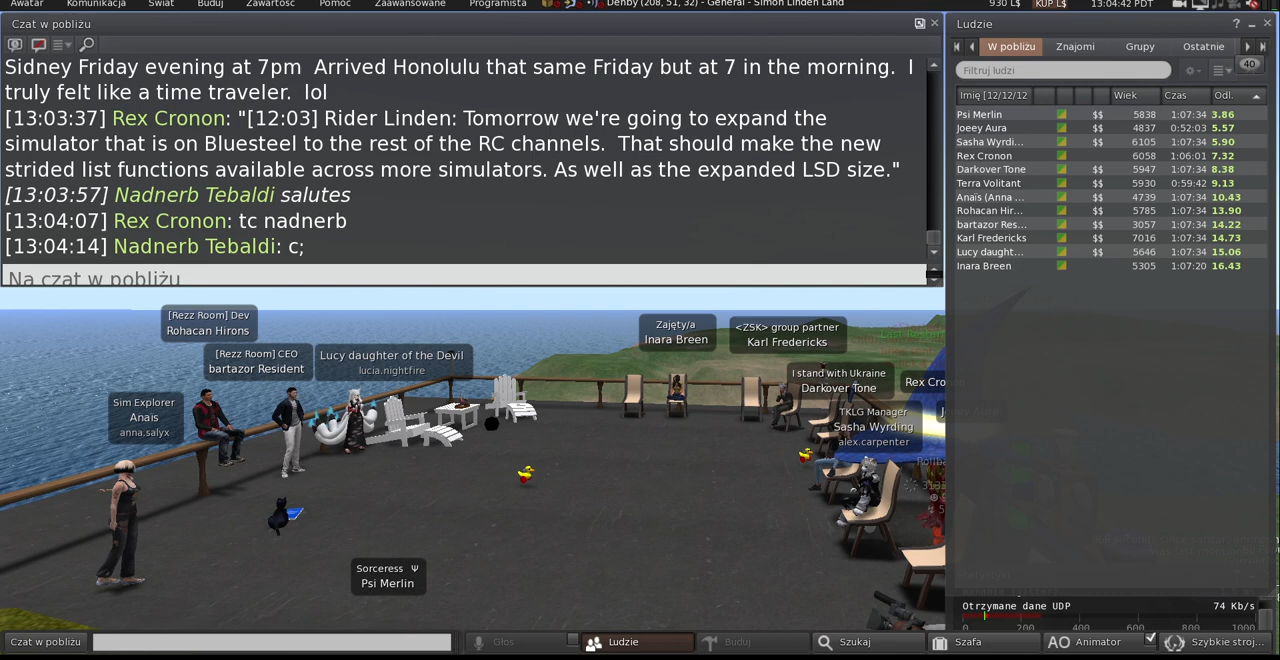 Awatar Komunikacja Świat Buduj Zawartość Pomoc Zaawansowane Programista Denby (208, 51, 32) - General - Simon Linden Land 930 L$ KUP L$ 13:04:42 PDT
Czat w pobliżu
Sidney Friday evening at 7pm  Arrived Honolulu that same Friday but at 7 in the morning.  I
truly felt like a time traveler.  lol
[13:03:37] Rex Cronon: "[12:03] Rider Linden: Tomorrow we're going to expand the
simulator that is on Bluesteel to the rest of the RC channels.  That should make the new
strided list functions available across more simulators. As well as the expanded LSD size."
[13:03:57] Nadnerb Tebaldi salutes
[13:04:07] Rex Cronon: tc nadnerb
[13:04:14] Nadnerb Tebaldi: c;
Na czat w pobliżu
Ludzie
W pobliżu Znajomi Grupy Ostatnie
Filtruj ludzi
40
Imię [12/12/12 Wiek Czas Odl.
Psi Merlin $$ 5838 1:07:34 3.86
Joeey Aura $$ 4837 0:52:03 5.57
Sasha Wyrdi... $$ 6105 1:07:34 5.90
Rex Cronon 6058 1:06:01 7.32
Darkover Tone $$ 5947 1:07:34 8.38
Terra Volitant 5930 0:59:42 9.13
Anaïs (Anna ... $$ 4739 1:07:34 10.43
Rohacan Hir... 5785 1:07:34 13.90
bartazor Res... $$ 3057 1:07:34 14.22
Karl Fredericks $$ 7016 1:07:34 14.73
Lucy daught... $$ 5646 1:07:34 15.06
Inara Breen 5305 1:07:20 16.43
[Rezz Room] Dev
Rohacan Hirons
[Rezz Room] CEO
bartazor Resident
Lucy daughter of the Devil
lucia.nightfire
Sim Explorer
Anaïs
anna.salyx
Zajęty/a
Inara Breen
<ZSK> group partner
Karl Fredericks
I stand with Ukraine
Darkover Tone
Rex Cronon
TKLG Manager
Sasha Wyrding
alex.carpenter
Sorceress Ψ
Psi Merlin
Otrzymane dane UDP 74 Kb/s
0 200 400 600 1000
Czat w pobliżu Głos Ludzie Buduj Szukaj Szafa AO Animator Szybkie stroj...